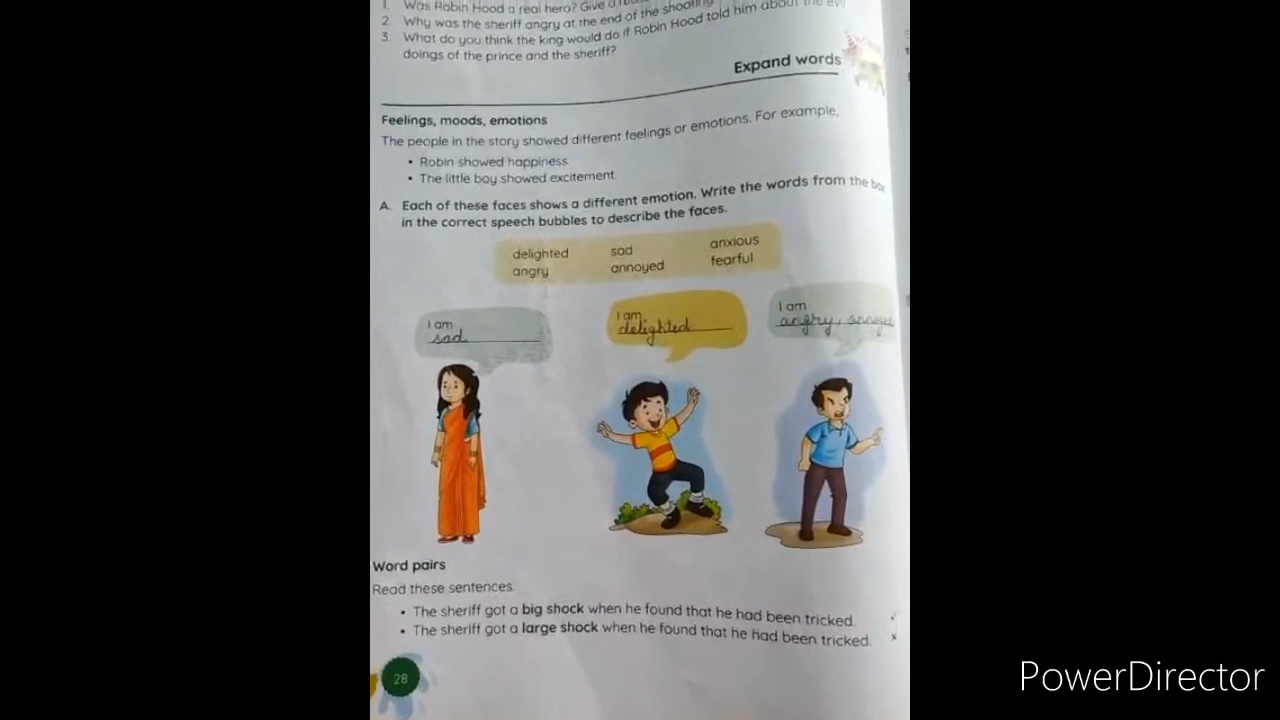 1. Was Robin Hood a real hero? Give a
2. Why was the sheriff angry at the end of the shooting
3. What do you think the king would do if Robin Hood told him about the evil
doings of the prince and the sheriff?
Expand words
Feelings, moods, emotions
The people in the story showed different feelings or emotions. For example,
• Robin showed happiness.
• The little boy showed excitement.
A. Each of these faces shows a different emotion. Write the words from the box
in the correct speech bubbles to describe the faces.
delighted sad anxious
angry annoyed fearful
I am
sad
I am
delighted
I am
angry, annoyed
Word pairs
Read these sentences.
• The sheriff got a big shock when he found that he had been tricked. ✓
• The sheriff got a large shock when he found that he had been tricked. x
28
PowerDirector